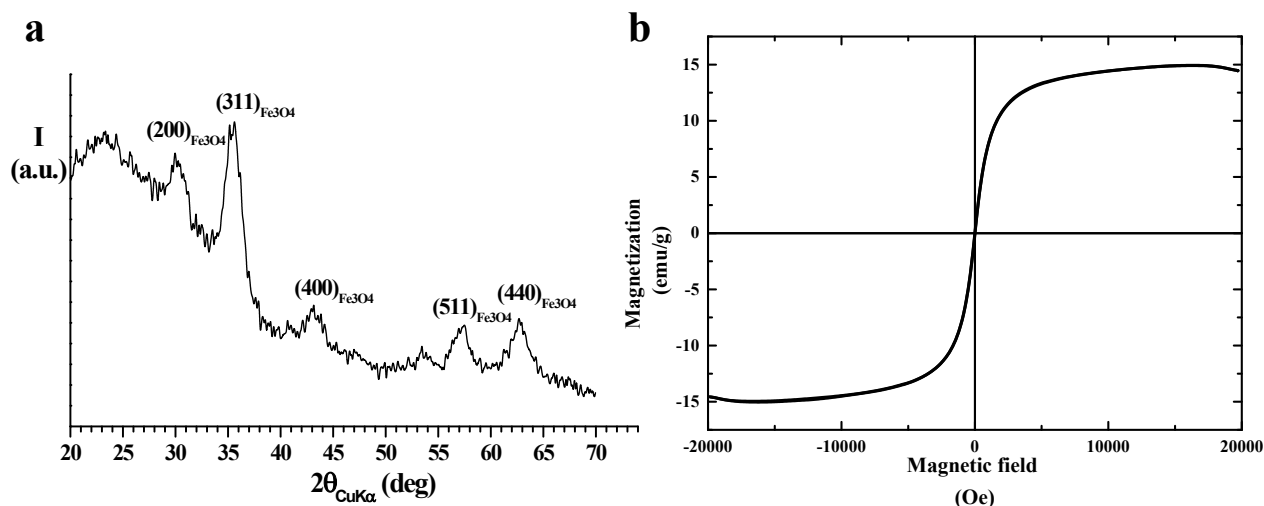 a
I
(a.u.)
(200)Fe3O4
(311)Fe3O4
(400)Fe3O4
(511)Fe3O4
(440)Fe3O4
20 25 30 35 40 45 50 55 60 65 70
2θCuKα (deg)
b
Magnetization
(emu/g)
15
10
5
0
-5
-10
-15
-20000 -10000 0 10000 20000
Magnetic field
(Oe)